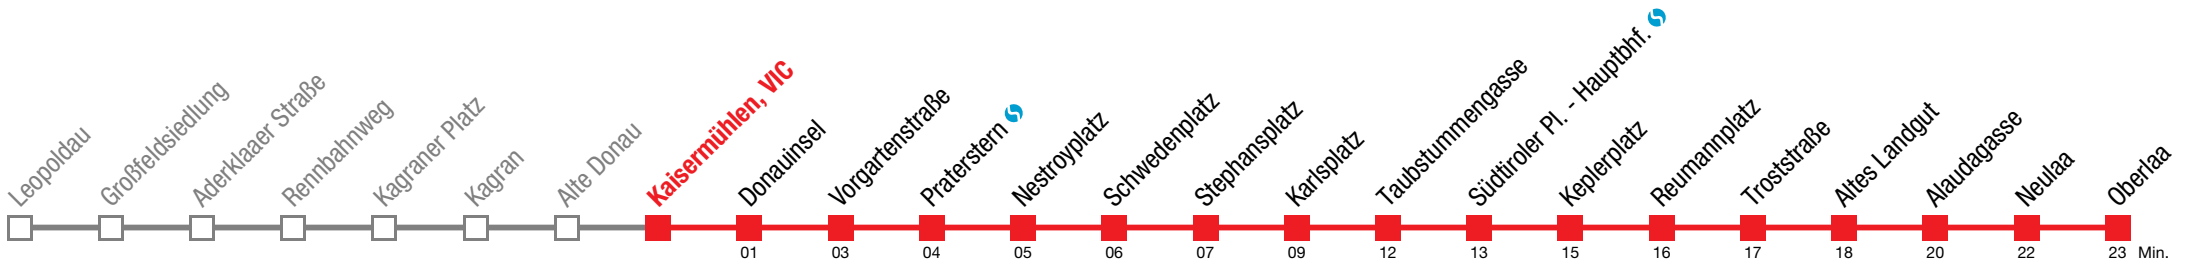 Leopoldau
Großfeldsiedlung
Aderklaaer Straße
Rennbahnweg
Kagraner Platz
Kagran
Alte Donau
Kaisermühlen, VIC
Donauinsel
Vorgartenstraße
Praterstern
Nestroyplatz
Schwedenplatz
Stephansplatz
Karlsplatz
Taubstummengasse
Südtiroler Pl. - Hauptbhf.
Keplerplatz
Reumannplatz
Troststraße
Altes Landgut
Alaudagasse
Neulaa
Oberlaa
01 03 04 05 06 07 09 12 13 15 16 17 18 20 22 23 Min.